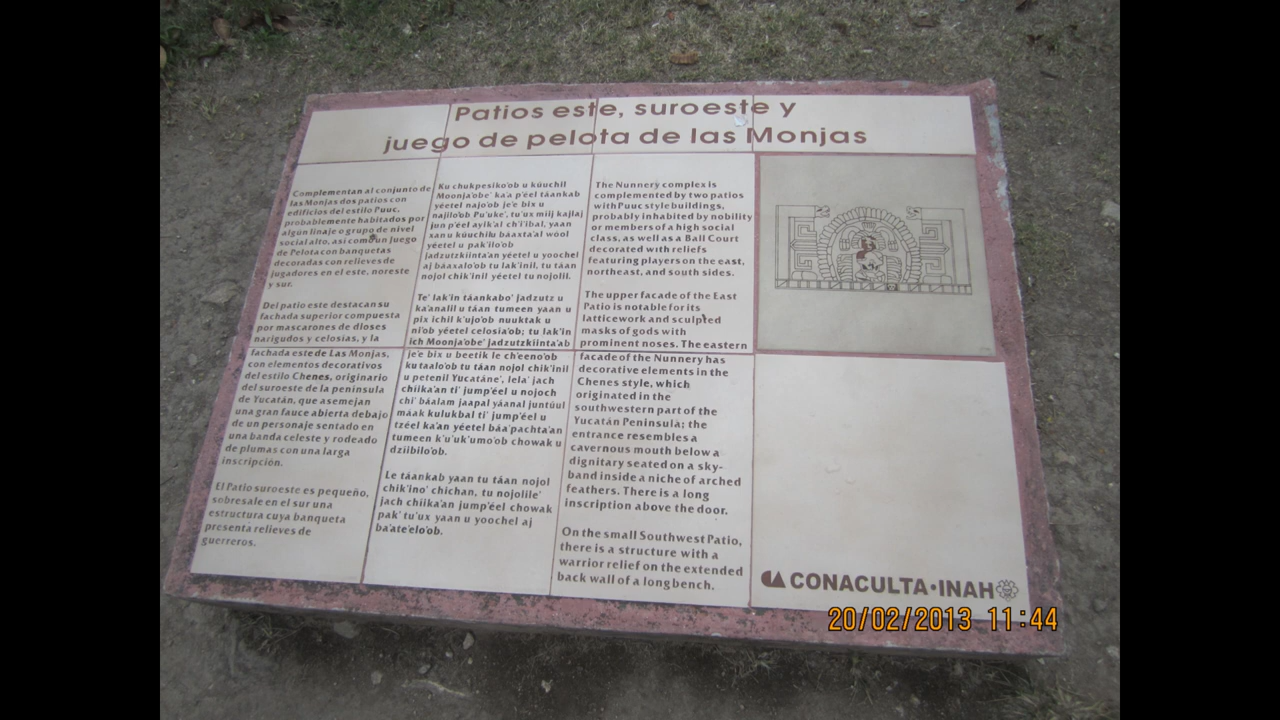 Patios este, suroeste y
juego de pelota de las Monjas
Complementan al conjunto de
las Monjas dos patios con
edificios del estilo Puuc,
probablemente habitados por
algún linaje o grupo de nivel
social alto, así como un Juego
de Pelota con banquetas
decoradas con relieves de
jugadores en el este, noreste
y sur.
Del patio este destacan su
fachada superior compuesta
por mascarones de dioses
narigudos y celosías, y la
fachada este de Las Monjas,
con elementos decorativos
del estilo Chenes, originario
del suroeste de la península
de Yucatán, que asemejan
una gran fauce abierta debajo
de un personaje sentado en
una banda celeste y rodeado
de plumas con una larga
inscripción.
El Patio suroeste es pequeño,
sobresale en el sur una
estructura cuya banqueta
presenta relieves de
guerreros.
Ku chukpesiko'ob u kúuchil
Moonja'obe' ka'a p'éel táankab
yéetel najo'ob je'e bix u
najilo'ob Pu'uke', tu'ux miij kajlaj
jun p'éel ayik'al ch'i'ibal, yaan
xan u kúuchilu báaxta'al wóol
yéetel u pak'ilo'ob
jadzutzkiinta'an yéetel u yoochel
aj báaxalo'ob tu lak'inil, tu táan
nojol chik'inil yéetel tu nojolil.
Te' lak'in táankabo' jadzutz u
ka'analil u táan tumeen yaan u
pix ichil k'ujo'ob nuuktak u
ni'ob yéetel celosía'ob; tu lak'in
ich Moonja'obe' jadzutzkiinta'ab
je'e bix u beetik le ch'eeno'ob
ku taalo'ob tu táan nojol chik'inil
u petenil Yucatáne', lela' jach
chiika'an ti' jump'éel u nojoch
chi' báalam jaapal yáanal juntúul
máak kulukbal ti' jump'éel u
tzéel ka'an yéetel báa'pachta'an
tumeen k'u'uk'umo'ob chowak u
dziibilo'ob.
Le táankab yaan tu táan nojol
chik'ino' chichan, tu nojolile'
jach chiika'an jump'éel chowak
pak' tu'ux yaan u yoochel aj
ba'ate'elo'ob.
The Nunnery complex is
complemented by two patios
with Puuc style buildings,
probably inhabited by nobility
or members of a high social
class, as well as a Ball Court
decorated with reliefs
featuring players on the east,
northeast, and south sides.
The upper facade of the East
Patio is notable for its
latticework and sculpted
masks of gods with
prominent noses. The eastern
facade of the Nunnery has
decorative elements in the
Chenes style, which
originated in the
southwestern part of the
Yucatán Peninsula; the
entrance resembles a
cavernous mouth below a
dignitary seated on a sky-
band inside a niche of arched
feathers. There is a long
inscription above the door.
On the small Southwest Patio,
there is a structure with a
warrior relief on the extended
back wall of a long bench.
CONACULTA•INAH
20/02/2013 11:44